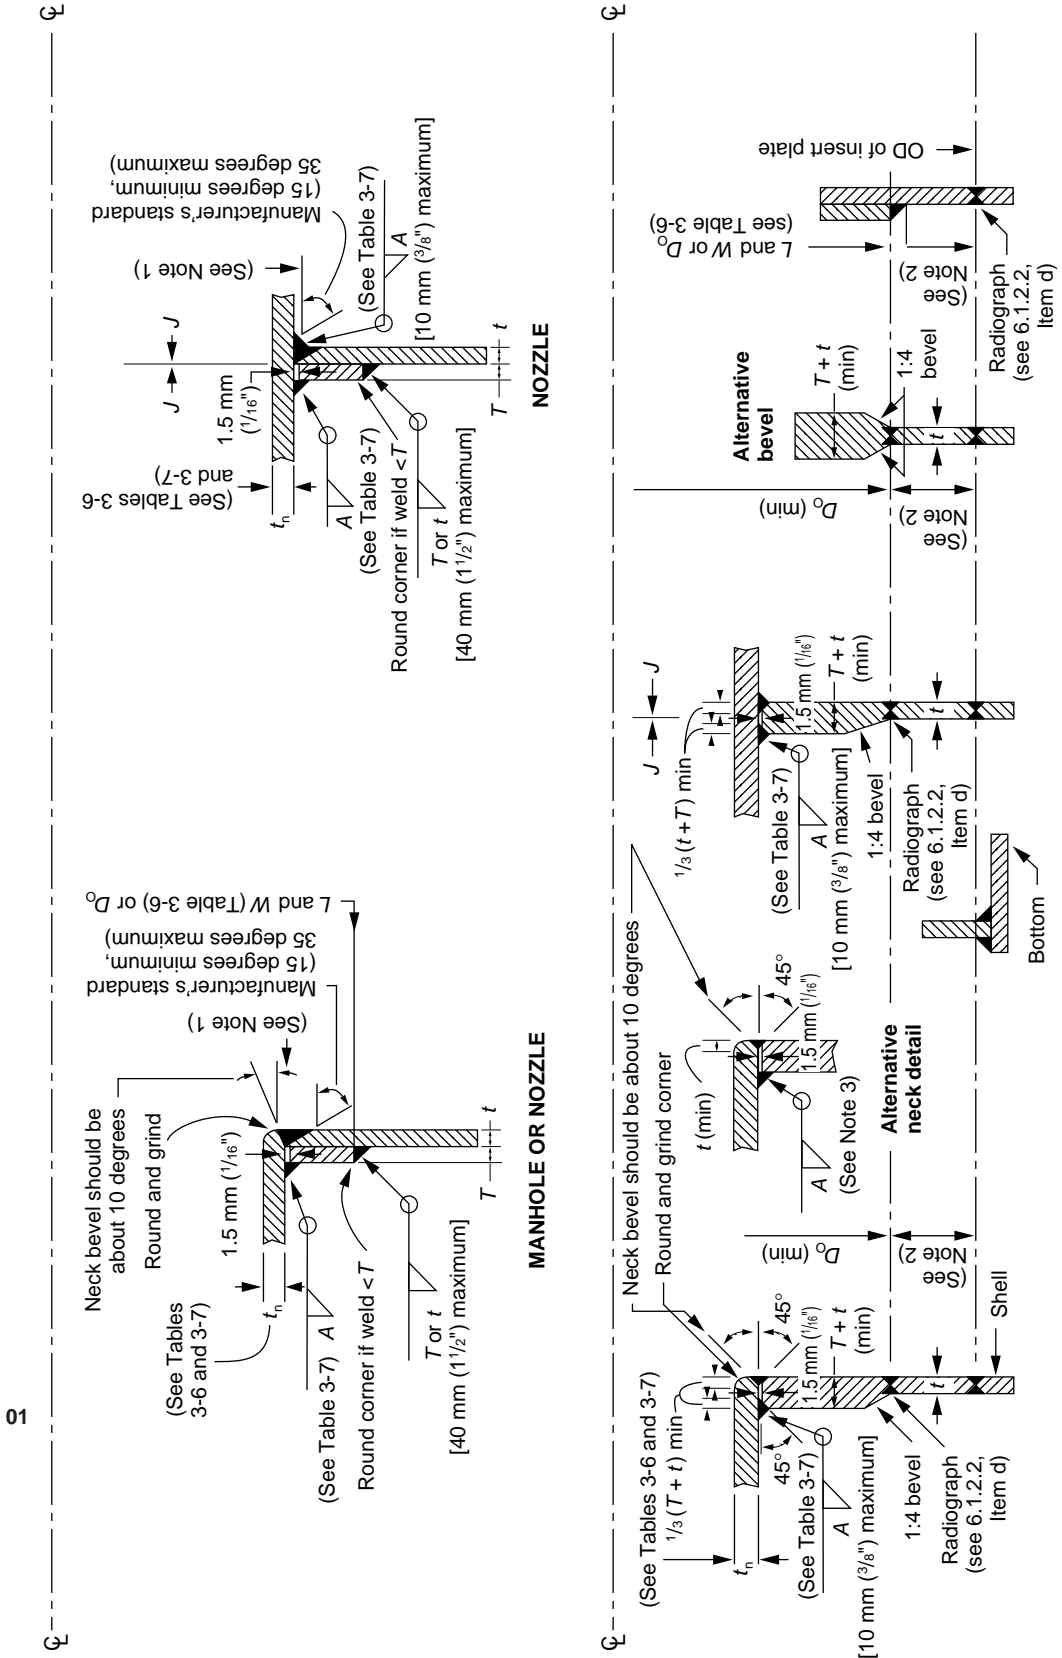 01
℄
℄
Neck bevel should be
about 10 degrees
Round and grind
1.5 mm (1/16")
(See Tables
3-6 and 3-7)
tn
(See Table 3-7)
A
Round corner if weld <T
T or t
[40 mm (1 1/2") maximum]
T
t
(See Note 1)
Manufacturer's standard
(15 degrees minimum,
35 degrees maximum)
L and W (Table 3-6) or DO
MANHOLE OR NOZZLE
(See Tables 3-6
and 3-7)
tn
1.5 mm
(1/16")
J
J
A
(See Table 3-7)
Round corner if weld <T
T or t
[40 mm (1 1/2") maximum]
T
t
(See Note 1)
Manufacturer's standard
(15 degrees minimum,
35 degrees maximum)
(See Table 3-7)
A
[10 mm (3/8") maximum]
NOZZLE
℄
℄
(See Tables 3-6 and 3-7)
1/3 (T + t) min
tn
45°
(See Table 3-7)
A
[10 mm (3/8") maximum]
1:4 bevel
Radiograph
(see 6.1.2.2,
Item d)
Neck bevel should be about 10 degrees
Round and grind corner
45°
1.5 mm (1/16")
T + t
(min)
t
Shell
DO (min)
(See
Note 2)
t (min)
45°
1.5 mm (1/16")
A
(See Note 3)
Alternative
neck detail
Bottom
1/3 (t + T) min
J
J
(See Table 3-7)
A
[10 mm (3/8") maximum]
1.5 mm (1/16")
T + t
(min)
1:4 bevel
Radiograph
(see 6.1.2.2,
Item d)
t
DO (min)
(See
Note 2)
Alternative
bevel
T + t
(min)
1:4
bevel
t
L and W or DO
(see Table 3-6)
(See
Note 2)
Radiograph
(see 6.1.2.2,
Item d)
OD of insert plate